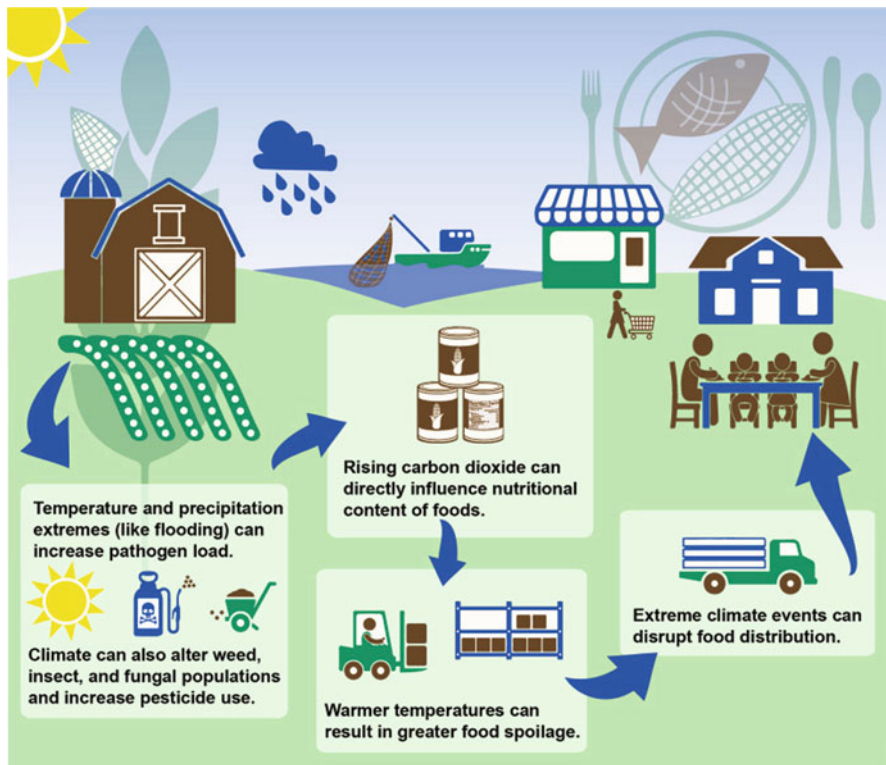 Temperature and precipitation
extremes (like flooding) can
increase pathogen load.
Climate can also alter weed,
insect, and fungal populations
and increase pesticide use.
Rising carbon dioxide can
directly influence nutritional
content of foods.
Warmer temperatures can
result in greater food spoilage.
Extreme climate events can
disrupt food distribution.